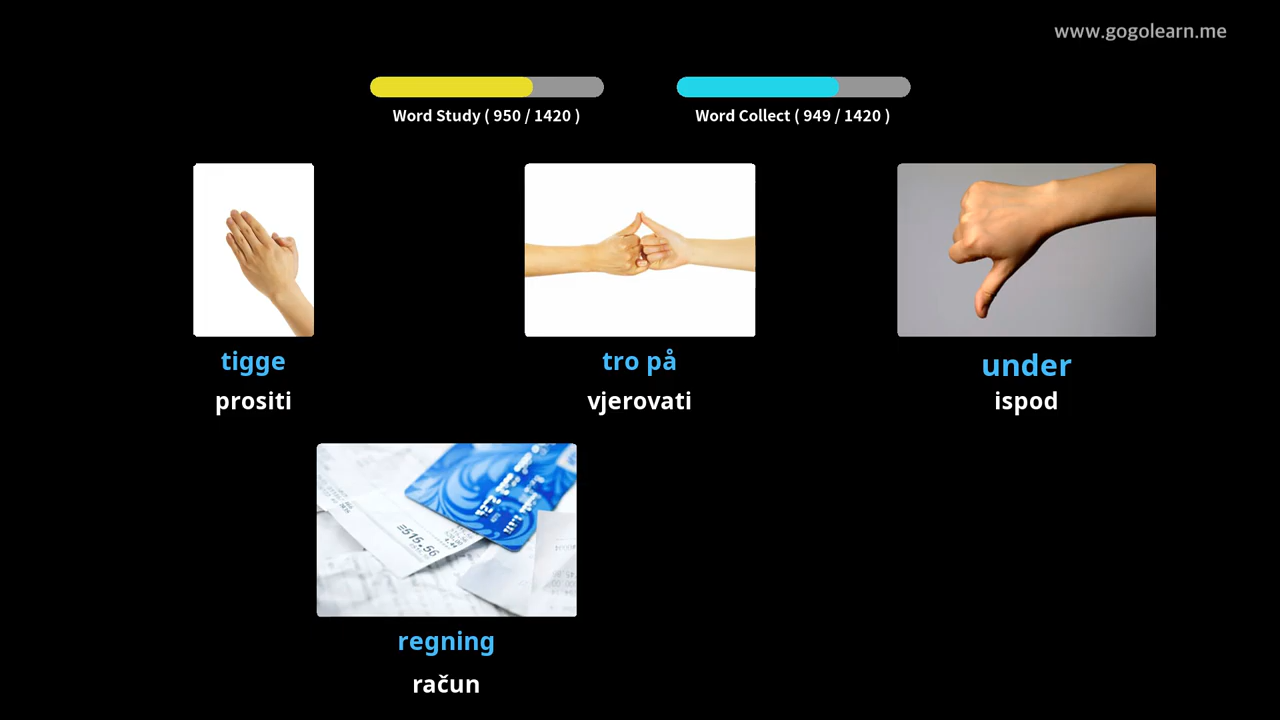 www.gogolearn.me
Word Study ( 950 / 1420 )
Word Collect ( 949 / 1420 )
tigge
prositi
tro på
vjerovati
under
ispod
regning
račun